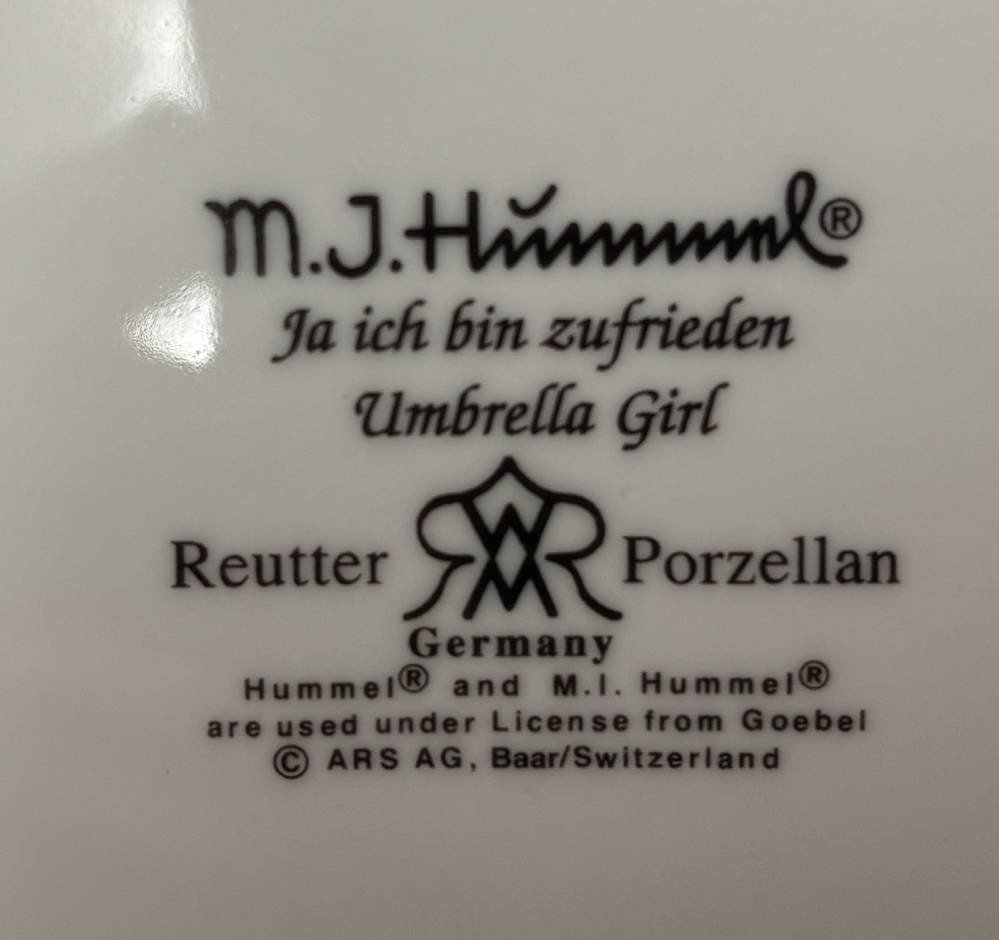 M.J.Hummel®
Ja ich bin zufrieden
Umbrella Girl
Reutter Porzellan
Germany
Hummel® and M.I. Hummel®
are used under License from Goebel
© ARS AG, Baar/Switzerland